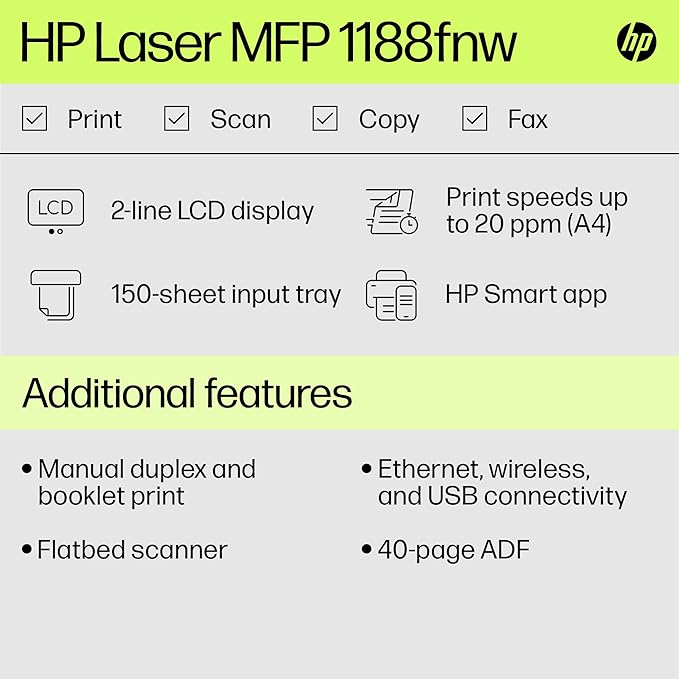 HP Laser MFP 1188fnw
hp
Print
Scan
Copy
Fax
LCD
2-line LCD display
Print speeds up
to 20 ppm (A4)
150-sheet input tray
HP Smart app
Additional features
• Manual duplex and
booklet print
• Ethernet, wireless,
and USB connectivity
• Flatbed scanner
• 40-page ADF